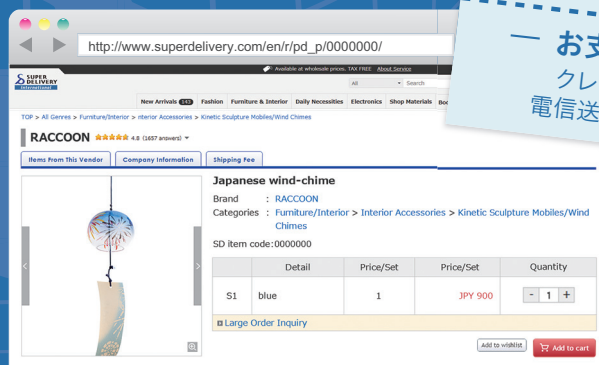 http://www.superdelivery.com/en/r/pd_p/0000000/
お支
クレ
電信送
Available at wholesale prices. TAX FREE About Service
SUPER
DELIVERY
International
All Search
New Arrivals 143 Fashion Furniture & Interior Daily Necessities Electronics Shop Materials
TOP > All Genres > Furniture/Interior > nterior Accessories > Kinetic Sculpture Mobiles/Wind Chimes
RACCOON 4.8 (1657 answers)
Items From This Vendor Company Information Shipping Fee
Japanese wind-chime
Brand : RACCOON
Categories : Furniture/Interior > Interior Accessories > Kinetic Sculpture Mobiles/Wind
Chimes
SD item code:0000000
Detail Price/Set Price/Set Quantity
S1 blue 1 JPY 900 - 1 +
Large Order Inquiry
Add to wishlist Add to cart